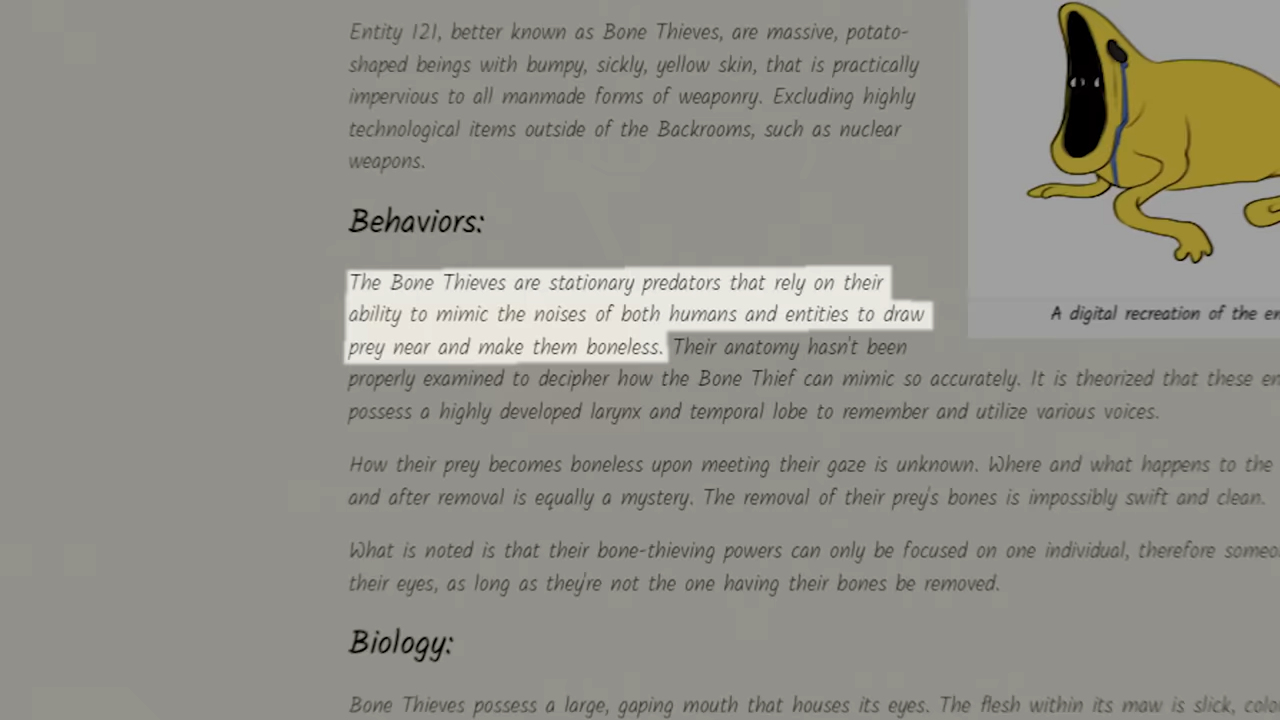 Entity 121, better known as Bone Thieves, are massive, potato-
shaped beings with bumpy, sickly, yellow skin, that is practically
impervious to all manmade forms of weaponry. Excluding highly
technological items outside of the Backrooms, such as nuclear
weapons.
Behaviors:
The Bone Thieves are stationary predators that rely on their
ability to mimic the noises of both humans and entities to draw
prey near and make them boneless. Their anatomy hasn't been
A digital recreation of the
properly examined to decipher how the Bone Thief can mimic so accurately. It is theorized that these
possess a highly developed larynx and temporal lobe to remember and utilize various voices.
How their prey becomes boneless upon meeting their gaze is unknown. Where and what happens to the
and after removal is equally a mystery. The removal of their prey's bones is impossibly swift and clean.
What is noted is that their bone-thieving powers can only be focused on one individual, therefore
their eyes, as long as they're not the one having their bones be removed.
Biology:
Bone Thieves possess a large, gaping mouth that houses its eyes. The flesh within its maw is slick,